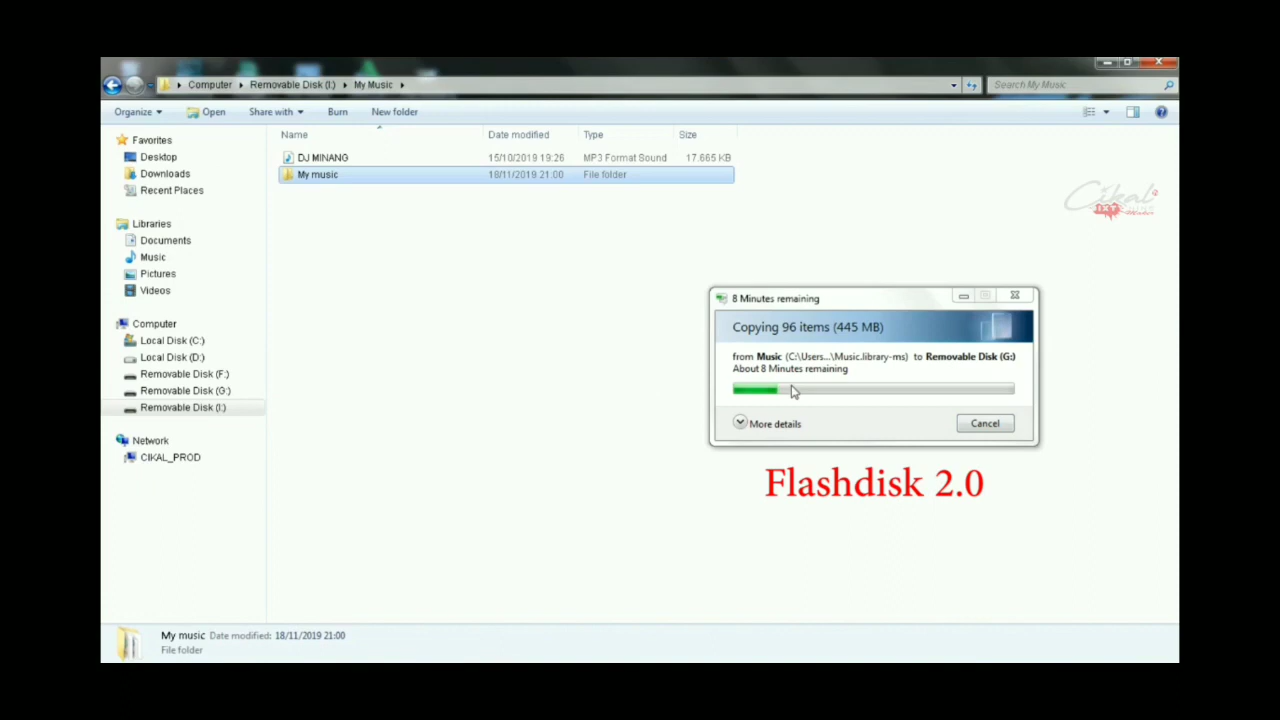 Computer Removable Disk (I:) My Music
Search My Music
Organize Open Share with Burn New folder
Name Date modified Type Size
DJ MINANG 15/10/2019 19:26 MP3 Format Sound 17.665 KB
My music 18/11/2019 21:00 File folder
Favorites
Desktop
Downloads
Recent Places
Libraries
Documents
Music
Pictures
Videos
Computer
Local Disk (C:)
Local Disk (D:)
Removable Disk (F:)
Removable Disk (G:)
Removable Disk (I:)
Network
CIKAL_PROD
Cikal
8 Minutes remaining
Copying 96 items (445 MB)
from Music (C:\Users...\Music.library-ms) to Removable Disk (G:)
About 8 Minutes remaining
More details
Cancel
Flashdisk 2.0
My music Date modified: 18/11/2019 21:00
File folder